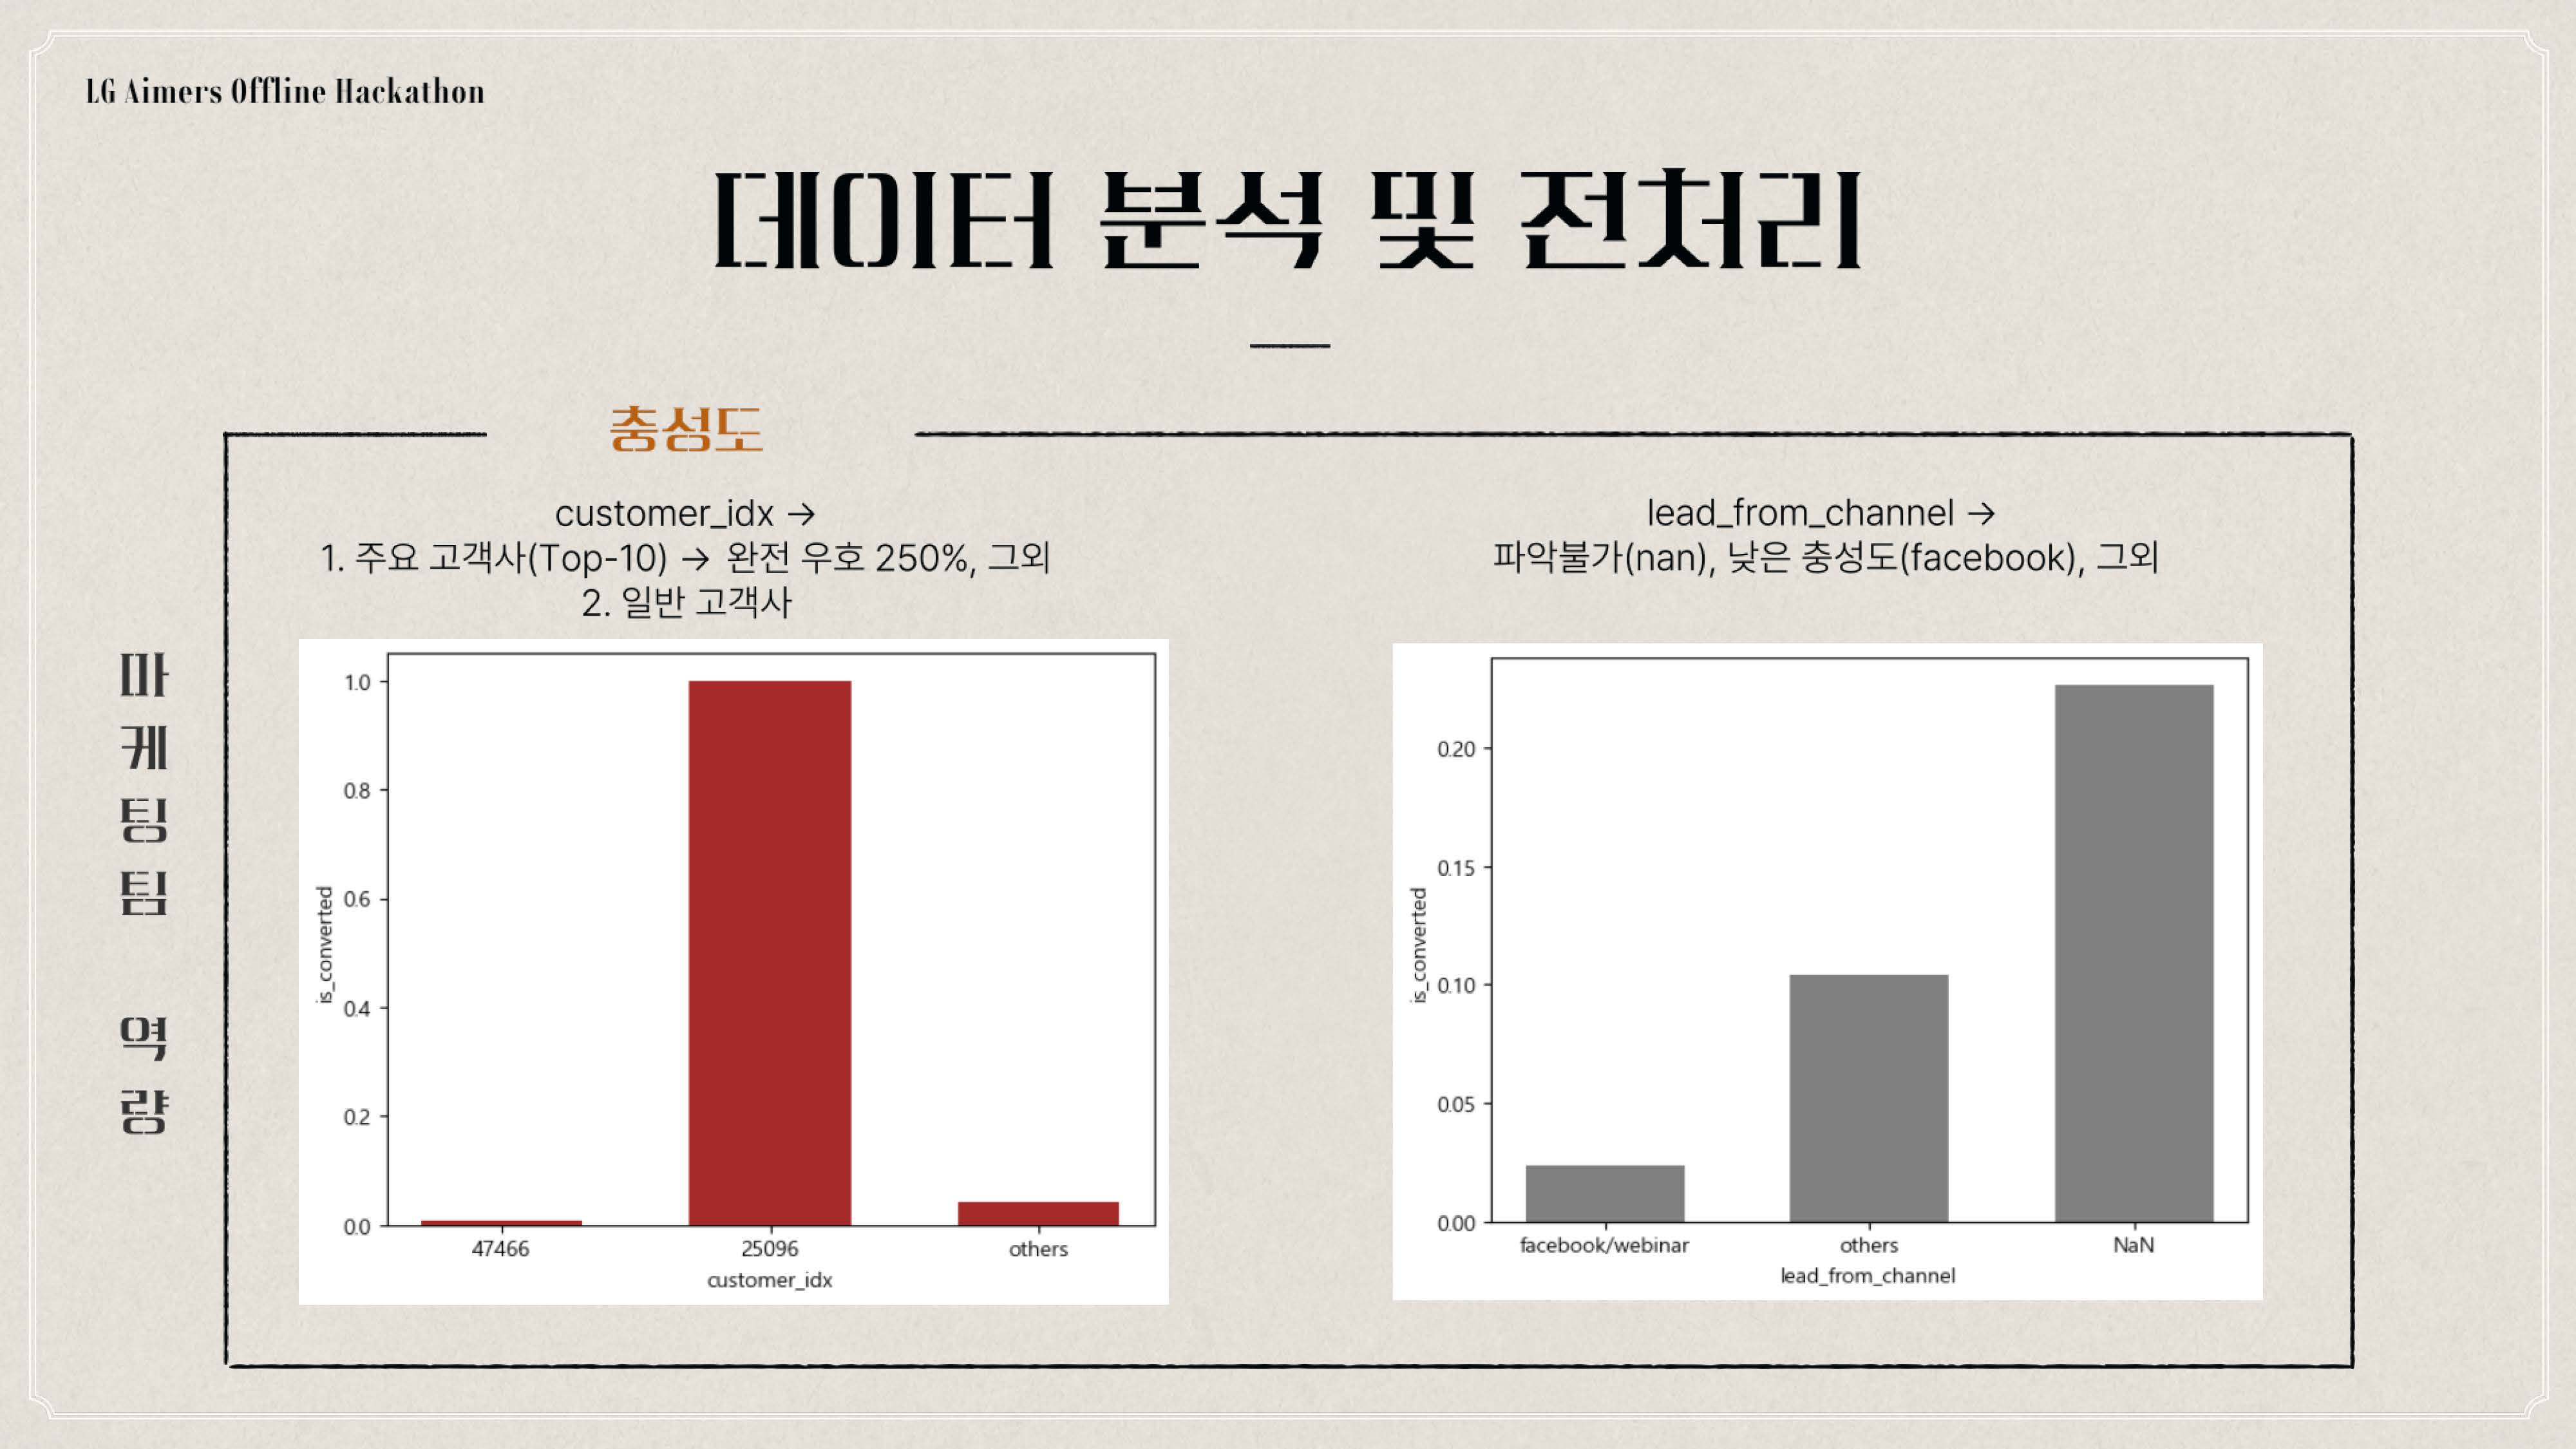 LG Aimers Offline Hackathon
데이터 분석 및 전처리
충성도
customer_idx →
1. 주요 고객사(Top-10) → 완전 우호 250%, 그외
2. 일반 고객사
lead_from_channel →
파악불가(nan), 낮은 충성도(facebook), 그외
마케팅팀 역량
1.0
0.8
0.6
0.4
0.2
0.0
is_converted
47466 25096 others
customer_idx
0.20
0.15
0.10
0.05
0.00
is_converted
facebook/webinar others NaN
lead_from_channel